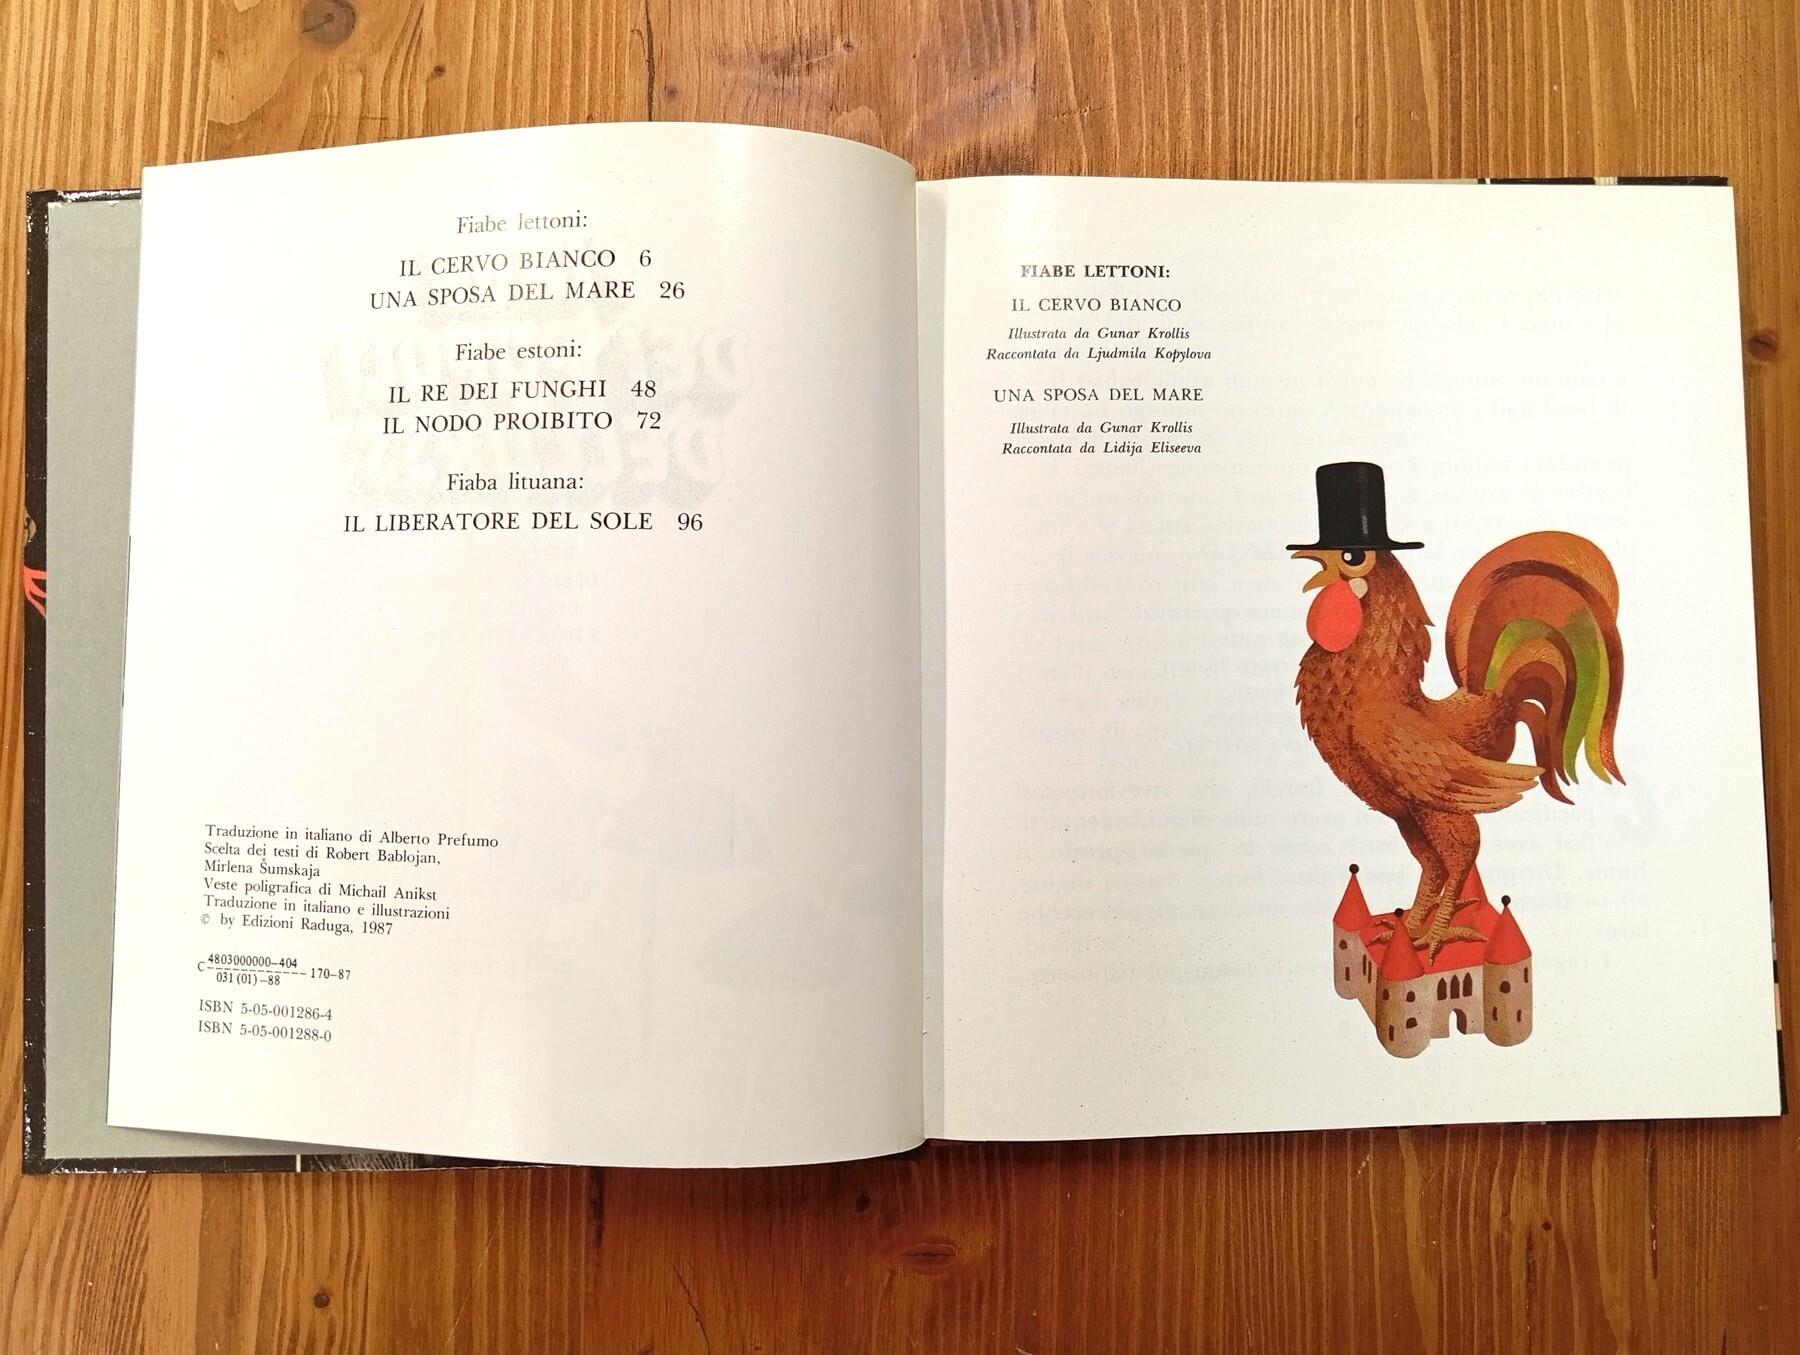 Fiabe lettoni:
IL CERVO BIANCO 6
UNA SPOSA DEL MARE 26
Fiabe estoni:
IL RE DEI FUNGHI 48
IL NODO PROIBITO 72
Fiaba lituana:
IL LIBERATORE DEL SOLE 96
Traduzione in italiano di Alberto Prefumo
Scelta dei testi di Robert Bablojan,
Mirlena Šumskaja
Veste poligrafica di Michail Anikst
Traduzione in italiano e illustrazioni
© by Edizioni Raduga, 1987
4803000000-404
C ---------- 170-87
031 (01)-88
ISBN 5-05-001286-4
ISBN 5-05-001288-0
FIABE LETTONI:
IL CERVO BIANCO
Illustrata da Gunar Krollis
Raccontata da Ljudmila Kopylova
UNA SPOSA DEL MARE
Illustrata da Gunar Krollis
Raccontata da Lidija Eliseeva